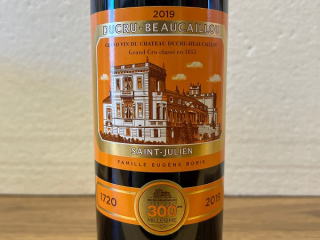 2019
DUCRU-BEAUCAILLOU
GRAND VIN DU CHATEAU DUCRU-BEAUCAILLOU
Grand Cru classé en 1855
SAINT-JULIEN
FAMILLE EUGÈNE BORIE
1720
300
MILLÉSIME
2019